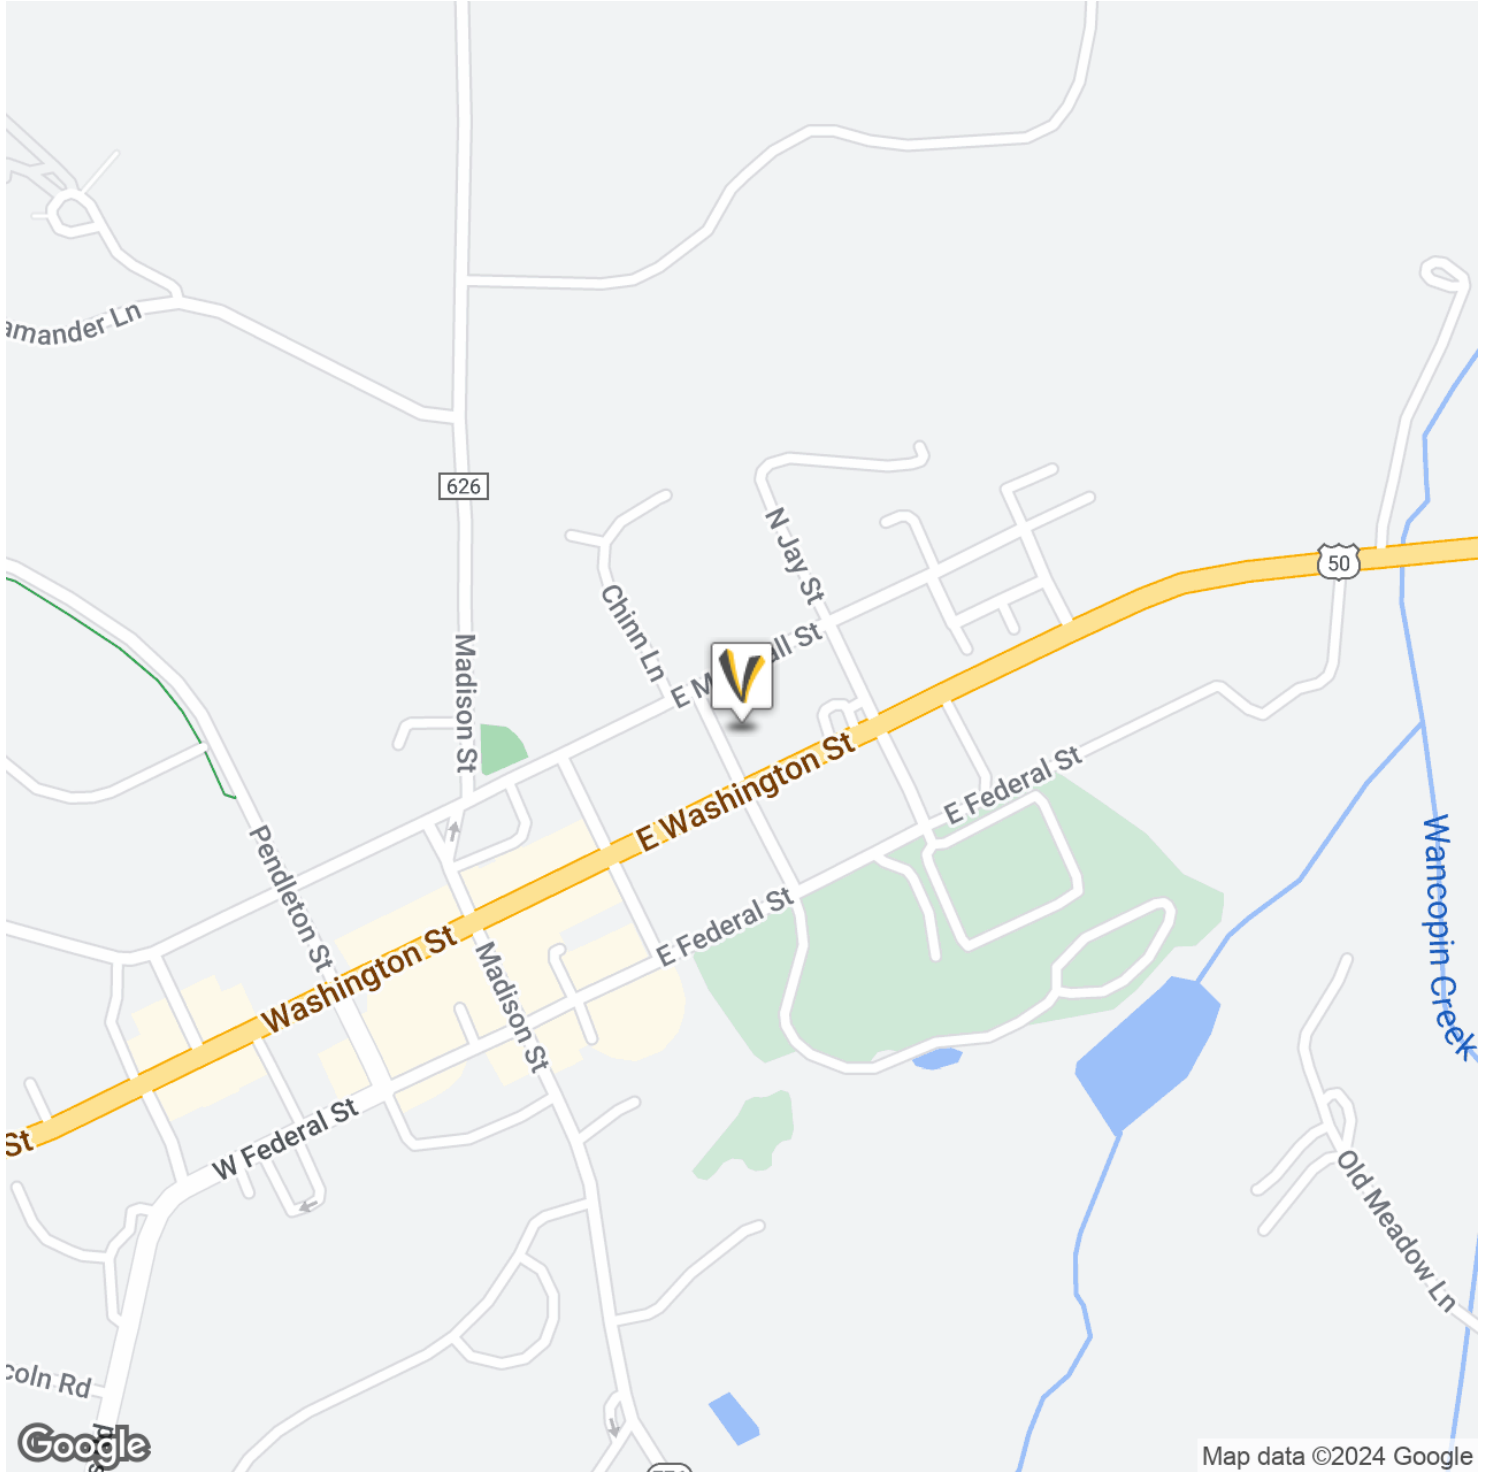 amander Ln
626
N Jay St
50
Chinn Ln
Madison St
E M all St
E Washington St
E Federal St
Pendleton St
Wancopin Creek
E Federal St
Washington St
Madison St
St
W Federal St
Old Meadow Ln
coln Rd
Google
Map data ©2024 Google